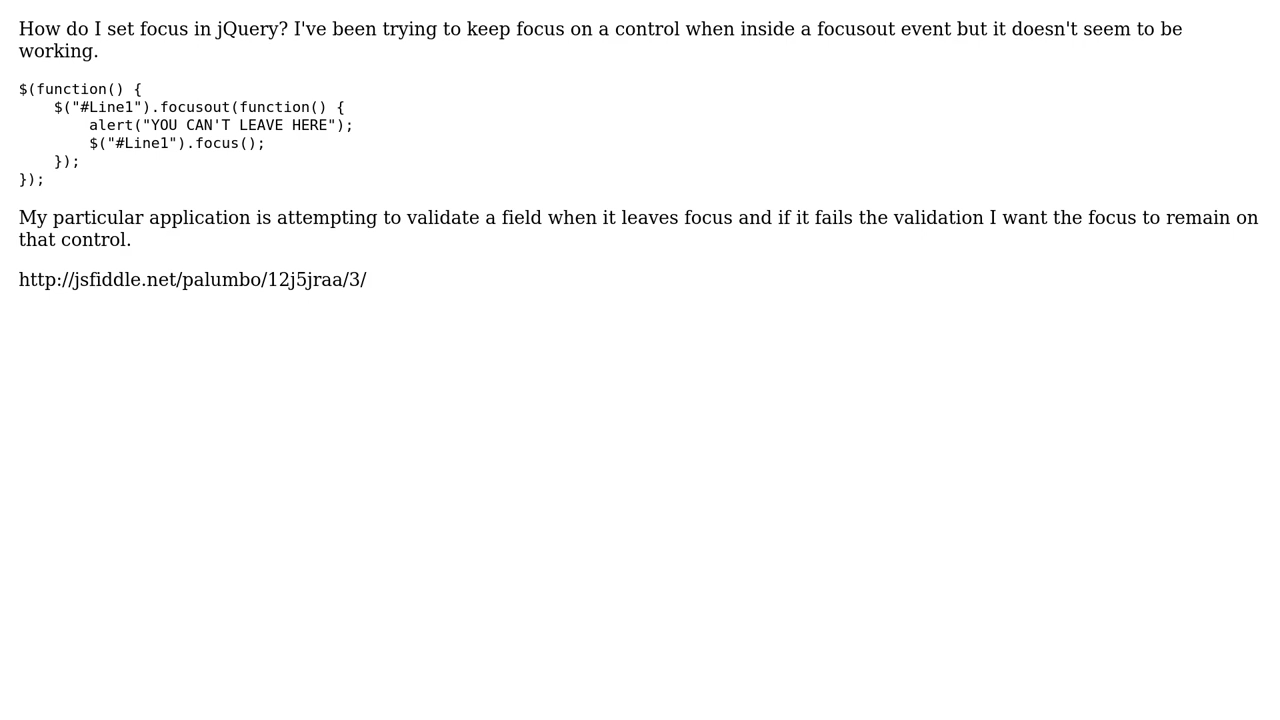 How do I set focus in jQuery? I've been trying to keep focus on a control when inside a focusout event but it doesn't seem to be
working.
$(function() {
    $("#Line1").focusout(function() {
        alert("YOU CAN'T LEAVE HERE");
        $("#Line1").focus();
    });
});
My particular application is attempting to validate a field when it leaves focus and if it fails the validation I want the focus to remain on
that control.
http://jsfiddle.net/palumbo/12j5jraa/3/